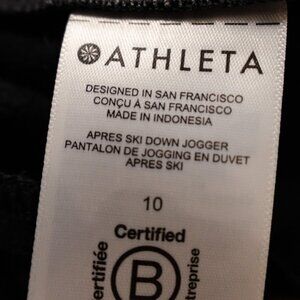 ATHLETA
DESIGNED IN SAN FRANCISCO
CONÇU À SAN FRANCISCO
MADE IN INDONESIA
APRES SKI DOWN JOGGER
PANTALON DE JOGGING EN DUVET
APRES SKI
10
Certified
B